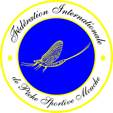 Fédération Internationale
de Pêche Sportive Mouche